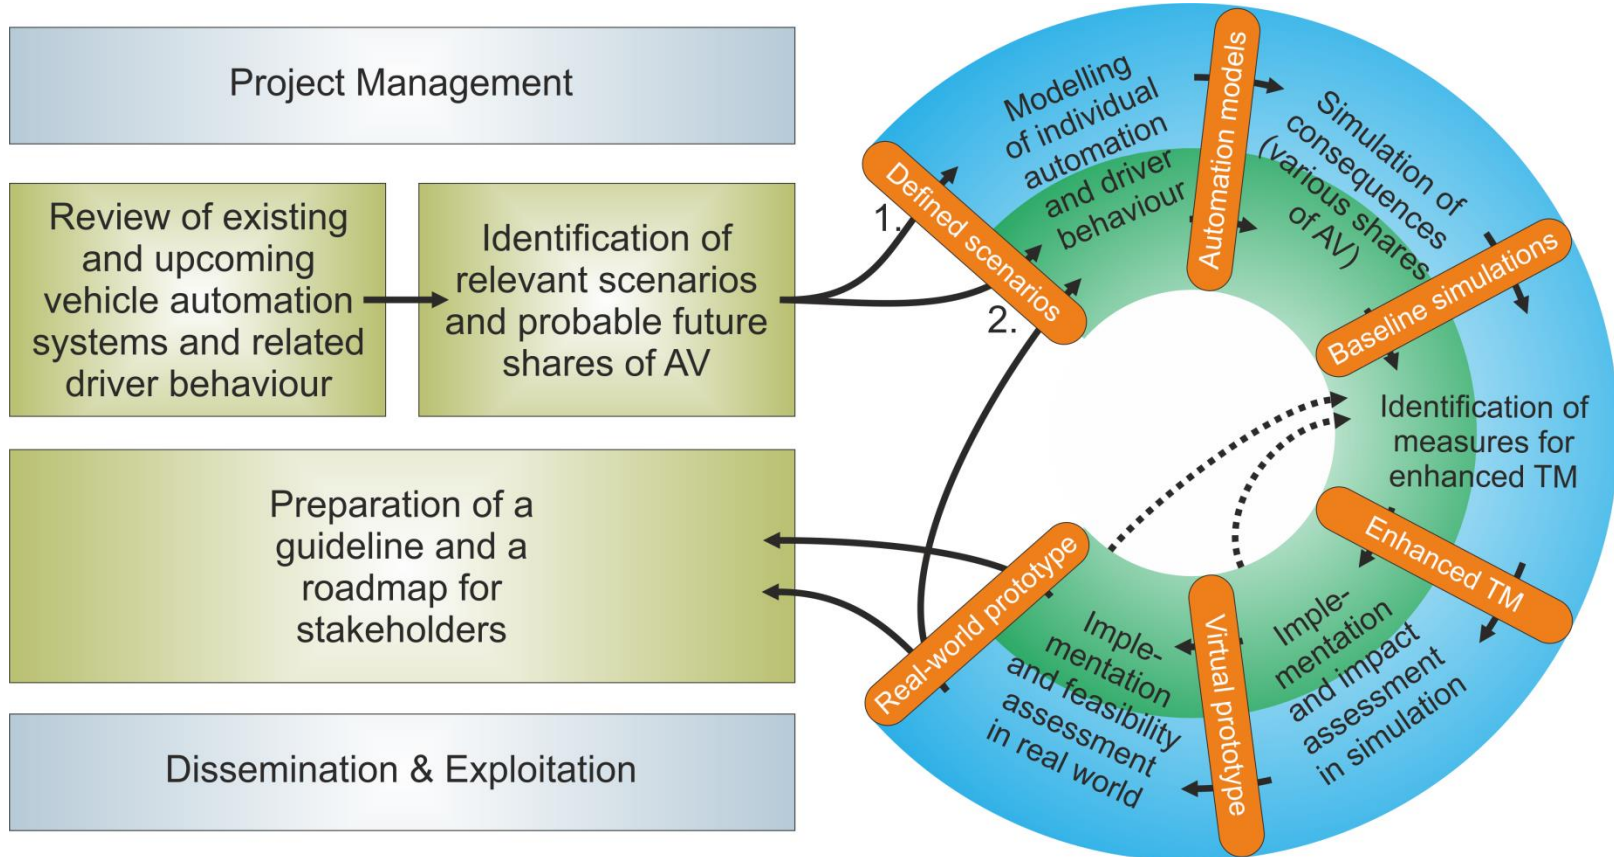 Project Management
Review of existing
and upcoming
vehicle automation
systems and related
driver behaviour
Identification of
relevant scenarios
and probable future
shares of AV
Preparation of a
guideline and a
roadmap for
stakeholders
Dissemination & Exploitation
1.
2.
Defined scenarios
Modelling
of individual
automation
and driver
behaviour
Automation models
Simulation of
consequences
(various shares
of AV)
Baseline simulations
Identification of
measures for
enhanced TM
Enhanced TM
Imple-
mentation
and impact
assessment
in simulation
Virtual prototype
Imple-
mentation
and feasibility
assessment
in real world
Real-world prototype